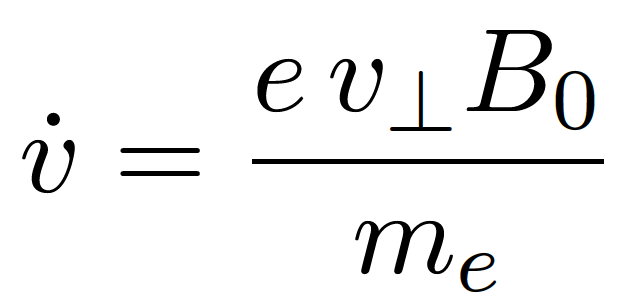 v̇ = e v⊥ B₀ / mₑ